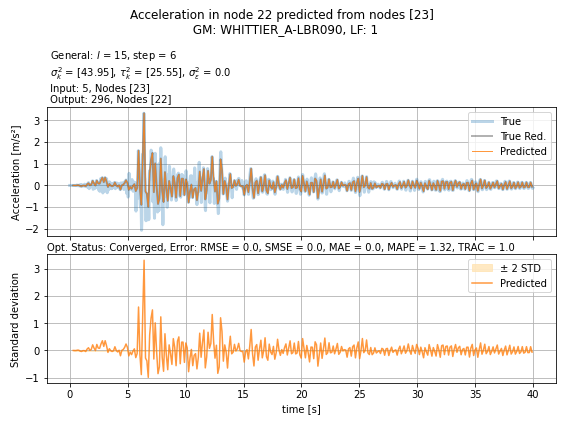 Acceleration in node 22 predicted from nodes [23]
GM: WHITTIER_A-LBR090, LF: 1
General: l = 15, step = 6
σ²ₖ = [43.95], τ²ₖ = [25.55], σ²ε = 0.0
Input: 5, Nodes [23]
Output: 296, Nodes [22]
Acceleration [m/s²]
3
2
1
0
−1
−2
True
True Red.
Predicted
Opt. Status: Converged, Error: RMSE = 0.0, SMSE = 0.0, MAE = 0.0, MAPE = 1.32, TRAC = 1.0
Standard deviation
3
2
1
0
−1
± 2 STD
Predicted
0 5 10 15 20 25 30 35 40
time [s]